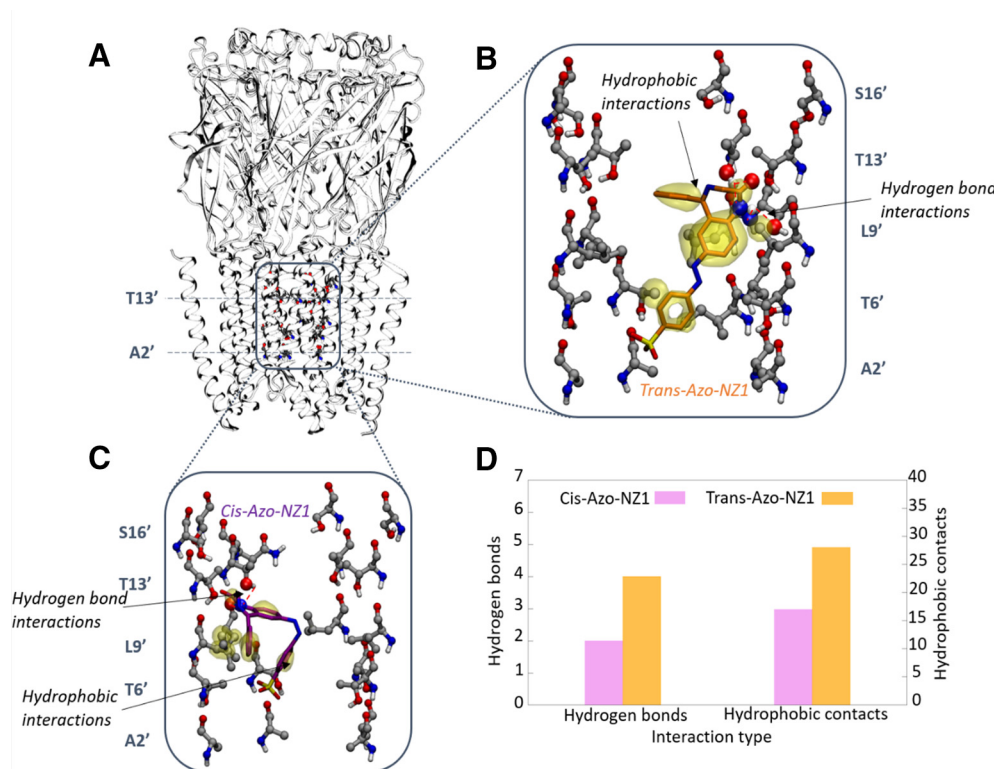 A
T13'
A2'
B
Hydrophobic
interactions
S16'
T13'
Hydrogen bond
interactions
L9'
T6'
A2'
Trans-Azo-NZ1
C
Cis-Azo-NZ1
S16'
T13'
Hydrogen bond
interactions
L9'
T6'
Hydrophobic
interactions
A2'
D
7
6
5
4
3
2
1
0
Hydrogen bonds
Cis-Azo-NZ1
Trans-Azo-NZ1
40
35
30
25
20
15
10
5
0
Hydrophobic contacts
Hydrogen bonds
Hydrophobic contacts
Interaction type